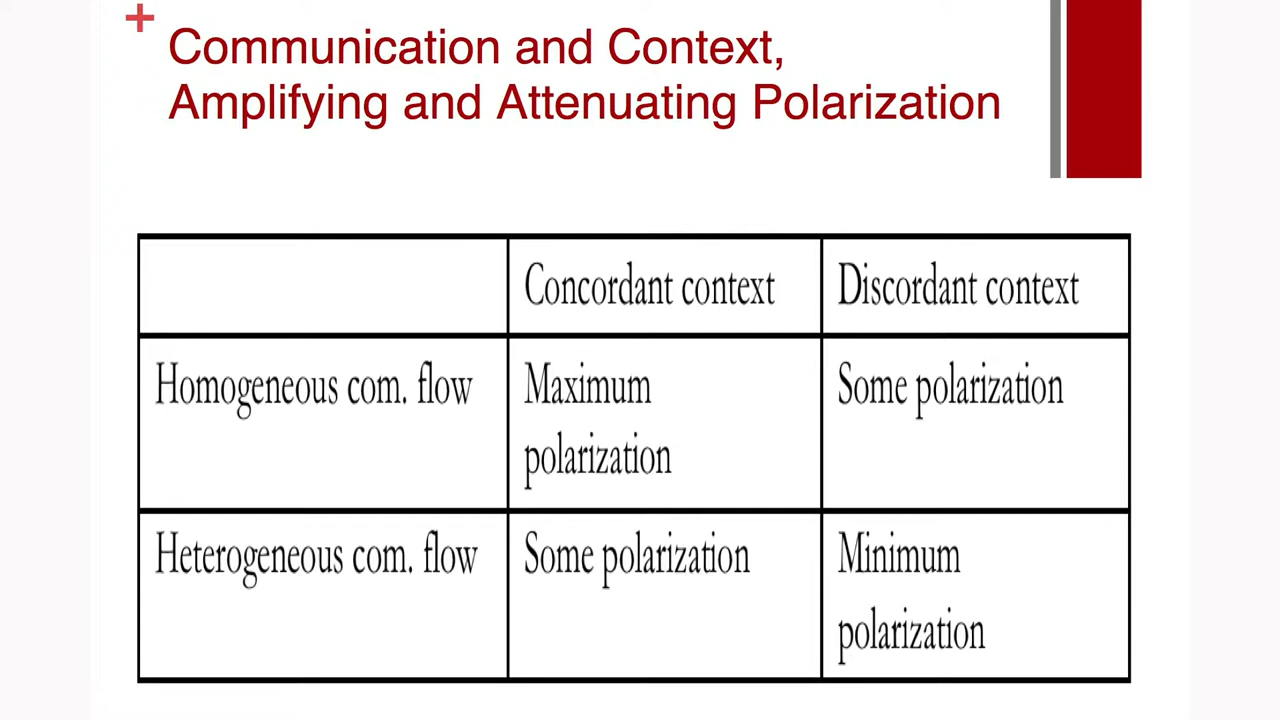 +
Communication and Context,
Amplifying and Attenuating Polarization
Concordant context
Discordant context
Homogeneous com. flow
Maximum
polarization
Some polarization
Heterogeneous com. flow
Some polarization
Minimum
polarization